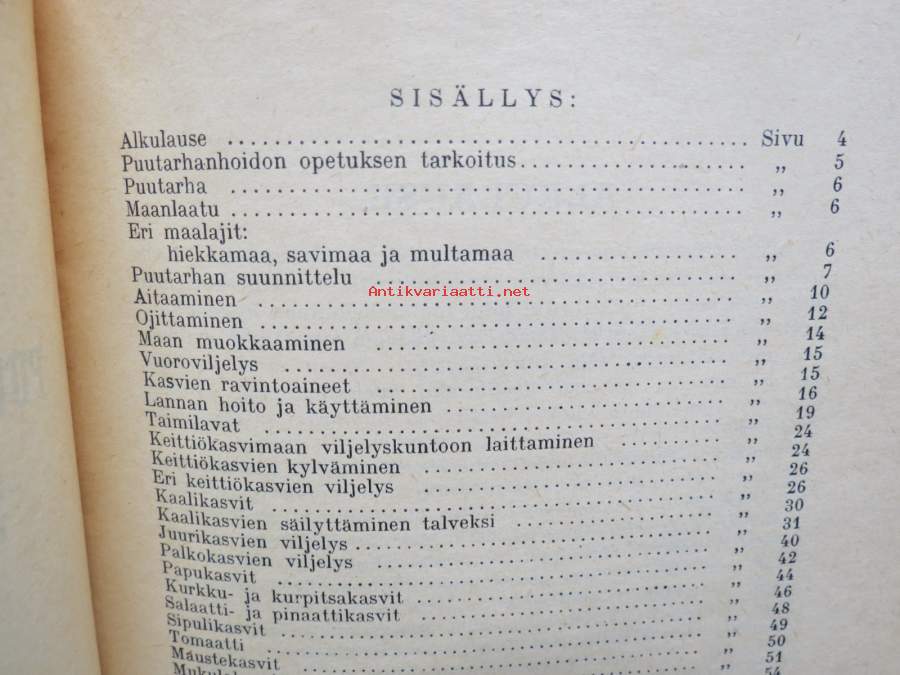 SISÄLLYS:
Alkulause .......... Sivu 4
Puutarhanhoidon opetuksen tarkoitus .......... „ 5
Puutarha .......... „ 6
Maanlaatu .......... „ 6
Eri maalajit:
hiekkamaa, savimaa ja multamaa .......... „ 6
Puutarhan suunnittelu .......... „ 7
Antikvariaatti.net
Aitaaminen .......... „ 10
Ojittaminen .......... „ 12
Maan muokkaaminen .......... „ 14
Vuoroviljelys .......... „ 15
Kasvien ravintoaineet .......... „ 15
Lannan hoito ja käyttäminen .......... „ 16
Taimilavat .......... „ 19
Keittiökasvimaan viljelyskuntoon laittaminen .......... „ 24
Keittiökasvien kylväminen .......... „ 24
Eri keittiökasvien viljelys .......... „ 26
Kaalikasvit .......... „ 26
Kaalikasvien säilyttäminen talveksi .......... „ 30
Juurikasvien viljelys .......... „ 31
Palkokasvien viljelys .......... „ 40
Papukasvit .......... „ 42
Kurkku- ja kurpitsakasvit .......... „ 44
Salaatti- ja pinaattikasvit .......... „ 46
Sipulikasvit .......... „ 48
Tomaatti .......... „ 49
Maustekasvit .......... „ 50
„ 51
54